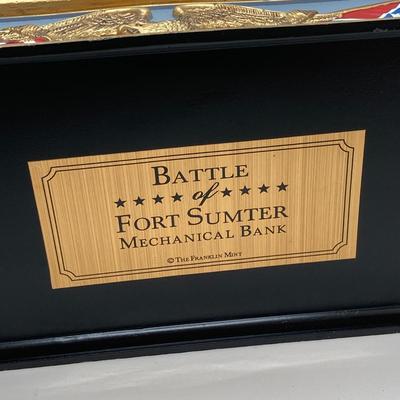 BATTLE
★★★★ of ★★★★
FORT SUMTER
MECHANICAL BANK
© THE FRANKLIN MINT